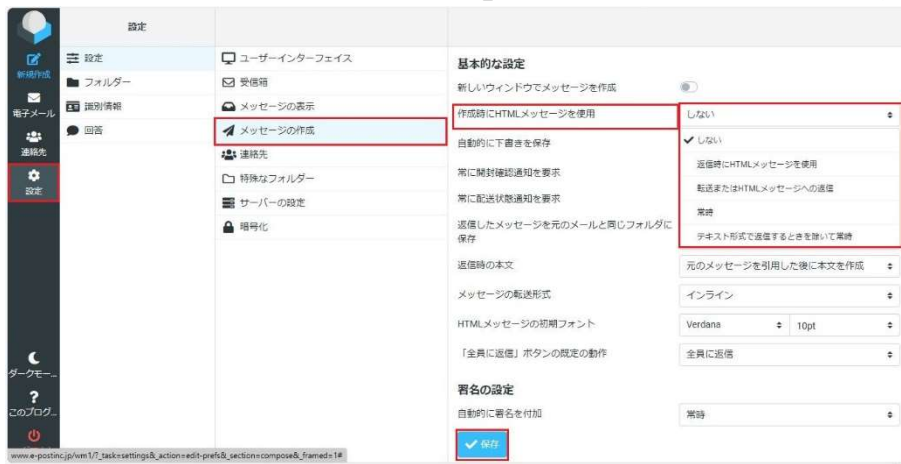 設定
新規作成
電子メール
連絡先
設定
ダークモー...
?
このプログ...
設定
フォルダー
識別情報
回答
ユーザーインターフェイス
受信箱
メッセージの表示
メッセージの作成
連絡先
特殊なフォルダー
サーバーの設定
暗号化
基本的な設定
新しいウィンドウでメッセージを作成
作成時にHTMLメッセージを使用
しない
しない
返信時にHTMLメッセージを使用
転送またはHTMLメッセージへの返信
常時
テキスト形式で返信するときを除いて常時
自動的に下書きを保存
常に開封確認通知を要求
常に配送状態通知を要求
返信したメッセージを元のメールと同じフォルダに
保存
返信時の本文
元のメッセージを引用した後に本文を作成
メッセージの転送形式
インライン
HTMLメッセージの初期フォント
Verdana
10pt
「全員に返信」ボタンの既定の動作
全員に返信
署名の設定
自動的に署名を付加
常時
保存
www.e-postinc.jp/wm1/?_task=settings&_action=edit-prefs&_section=compose&_framed=1#